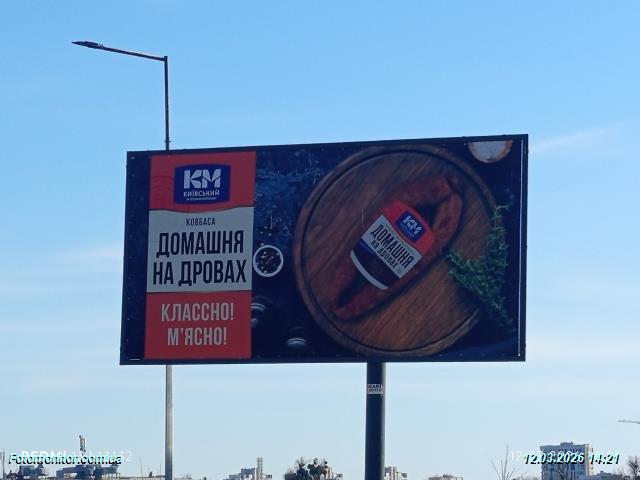 КМ
КИЇВСЬКИЙ
КОВБАСА
ДОМАШНЯ
НА ДРОВАХ
КЛАССНО!
М'ЯСНО!
КМ
ДОМАШНЯ
НА ДРОВАХ
Fotomonitor.com.ua
12.03.2026 14:21